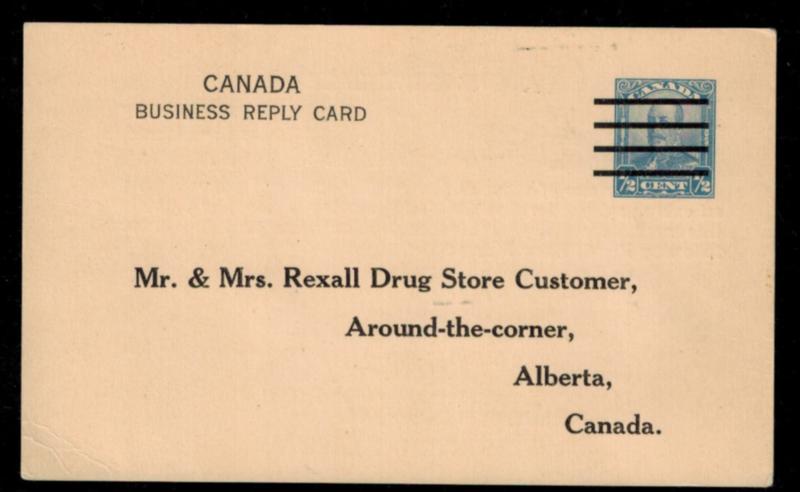 CANADA
BUSINESS REPLY CARD
CANADA
1/2 CENT 1/2
Mr. & Mrs. Rexall Drug Store Customer,
Around-the-corner,
Alberta,
Canada.